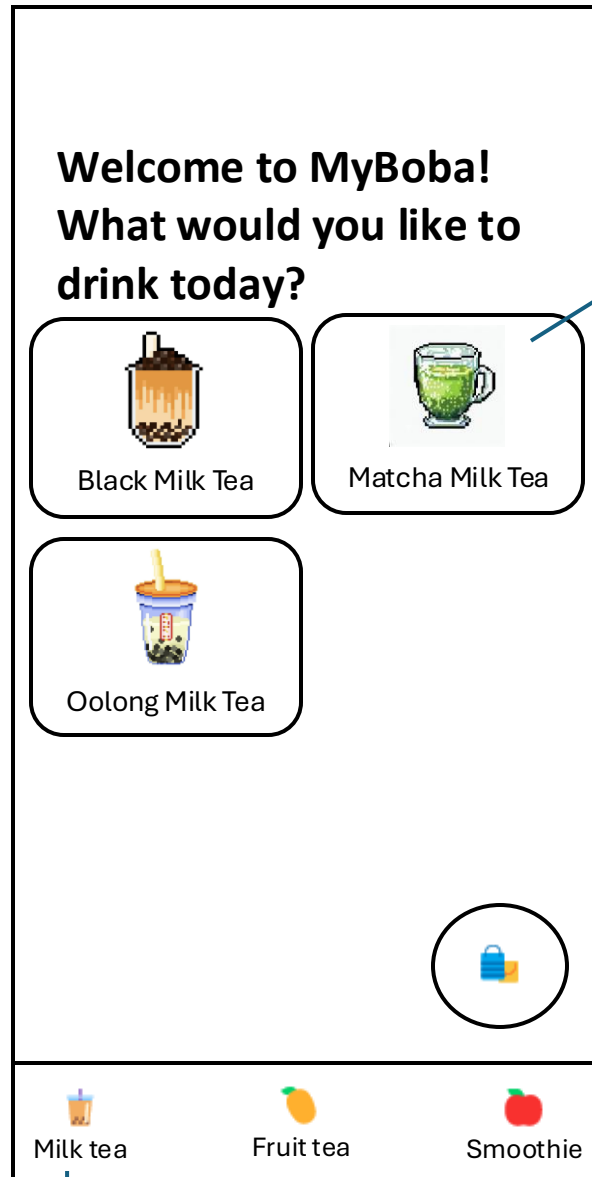 Welcome to MyBoba!
What would you like to
drink today?
Black Milk Tea
Matcha Milk Tea
Oolong Milk Tea
Milk tea
Fruit tea
Smoothie